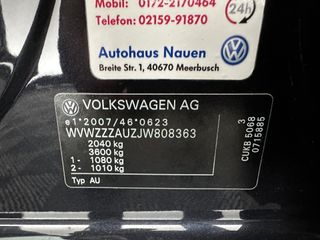 Mobil: 0172-2170464
24h
Telefon: 02159-91870
Autohaus Nauen
Breite Str. 1, 40670 Meerbusch
VOLKSWAGEN AG
e1*2007/46*0623
WVWZZZAUZJW808363
2040 kg
3600 kg
1 - 1080 kg
2 - 1010 kg
Typ AU
3
CUKB 5068
0715885